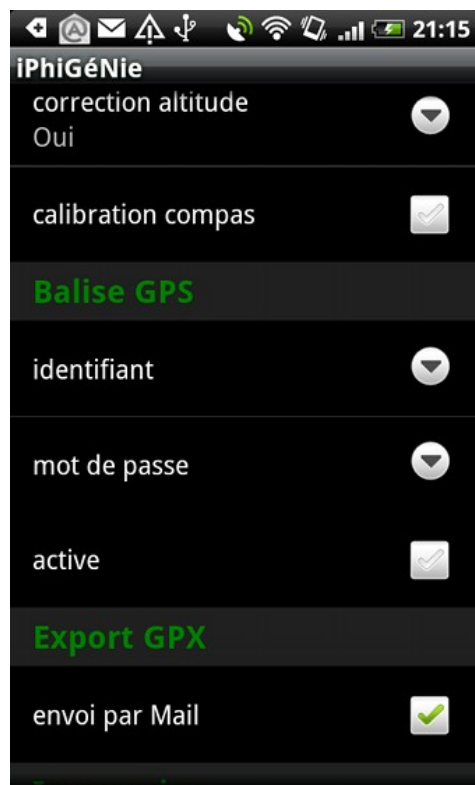 21:15
iPhiGéNie
correction altitude
Oui
calibration compas
Balise GPS
identifiant
mot de passe
active
Export GPX
envoi par Mail